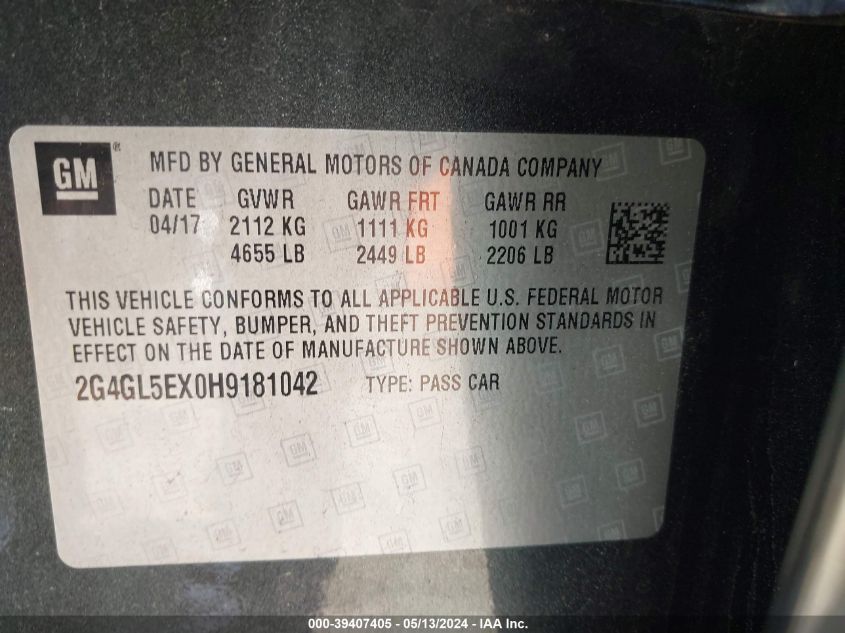 GM ® MFD BY GENERAL MOTORS OF CANADA COMPANY
DATE GVWR GAWR FRT GAWR RR
04/17 2112 KG 1111 KG 1001 KG
4655 LB 2449 LB 2206 LB
THIS VEHICLE CONFORMS TO ALL APPLICABLE U.S. FEDERAL MOTOR
VEHICLE SAFETY, BUMPER, AND THEFT PREVENTION STANDARDS IN
EFFECT ON THE DATE OF MANUFACTURE SHOWN ABOVE.
2G4GL5EX0H9181042 TYPE: PASS CAR
000-39407405 - 05/13/2024 - IAA Inc.